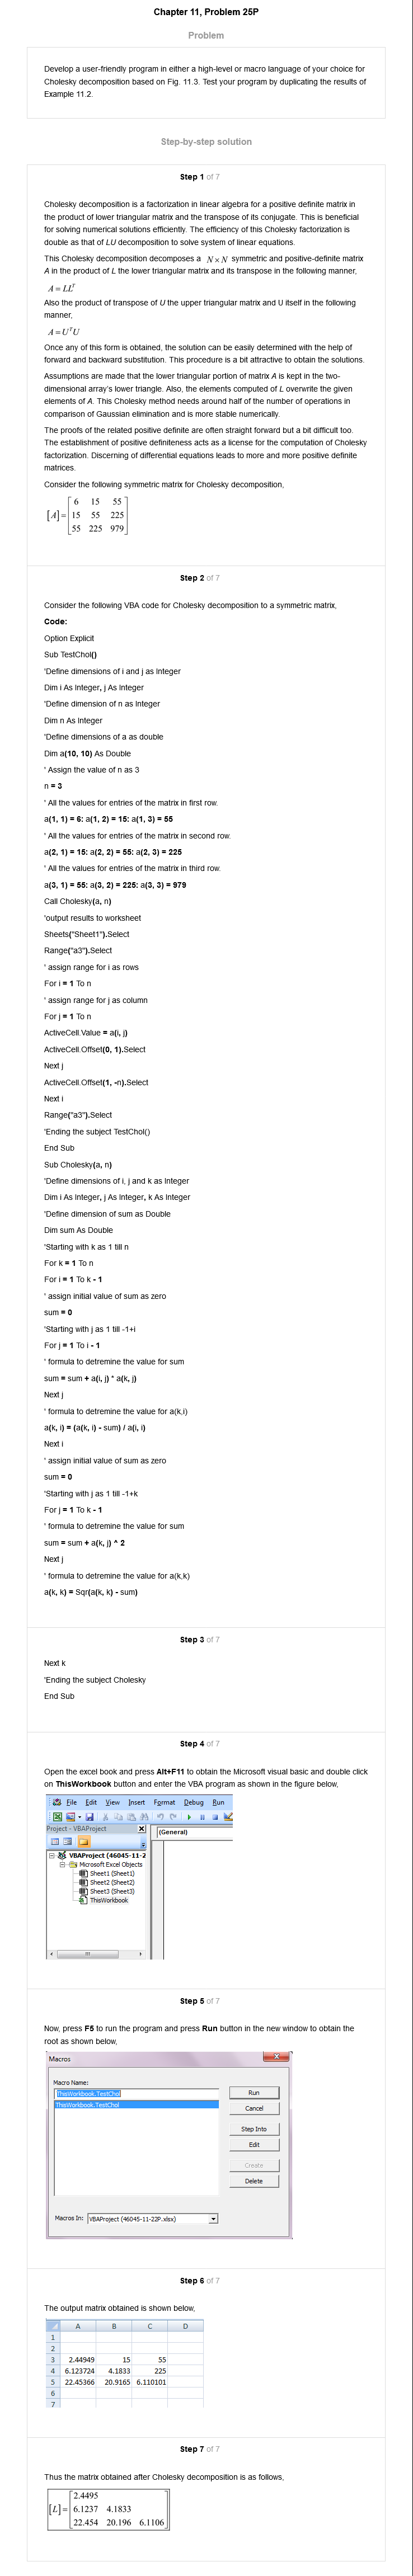 Chapter 11, Problem 25P
Problem
Develop a user-friendly program in either a high-level or macro language of your choice for
Cholesky decomposition based on Fig. 11.3. Test your program by duplicating the results of
Example 11.2.
Step-by-step solution
Step 1 of 7
Cholesky decomposition is a factorization in linear algebra for a positive definite matrix in
the product of lower triangular matrix and the transpose of its conjugate. This is beneficial
for solving numerical solutions efficiently. The efficiency of this Cholesky factorization is
double as that of LU decomposition to solve system of linear equations.
This Cholesky decomposition decomposes a N×N symmetric and positive-definite matrix
A in the product of L the lower triangular matrix and its transpose in the following manner,
A = LLᵀ
Also the product of transpose of U the upper triangular matrix and U itself in the following
manner,
A = UᵀU
Once any of this form is obtained, the solution can be easily determined with the help of
forward and backward substitution. This procedure is a bit attractive to obtain the solutions.
Assumptions are made that the lower triangular portion of matrix A is kept in the two-
dimensional array's lower triangle. Also, the elements computed of L overwrite the given
elements of A. This Cholesky method needs around half of the number of operations in
comparison of Gaussian elimination and is more stable numerically.
The proofs of the related positive definite are often straight forward but a bit difficult too.
The establishment of positive definiteness acts as a license for the computation of Cholesky
factorization. Discerning of differential equations leads to more and more positive definite
matrices.
Consider the following symmetric matrix for Cholesky decomposition,
6 15 55
[A]= 15 55 225
55 225 979
Step 2 of 7
Consider the following VBA code for Cholesky decomposition to a symmetric matrix,
Code:
Option Explicit
Sub TestChol()
'Define dimensions of i and j as Integer
Dim i As Integer, j As Integer
'Define dimension of n as Integer
Dim n As Integer
'Define dimensions of a as double
Dim a(10, 10) As Double
' Assign the value of n as 3
n = 3
' All the values for entries of the matrix in first row.
a(1, 1) = 6: a(1, 2) = 15: a(1, 3) = 55
' All the values for entries of the matrix in second row.
a(2, 1) = 15: a(2, 2) = 55: a(2, 3) = 225
' All the values for entries of the matrix in third row.
a(3, 1) = 55: a(3, 2) = 225: a(3, 3) = 979
Call Cholesky(a, n)
'output results to worksheet
Sheets("Sheet1").Select
Range("a3").Select
' assign range for i as rows
For i = 1 To n
' assign range for j as column
For j = 1 To n
ActiveCell.Value = a(i, j)
ActiveCell.Offset(0, 1).Select
Next j
ActiveCell.Offset(1, -n).Select
Next i
Range("a3").Select
'Ending the subject TestChol()
End Sub
Sub Cholesky(a, n)
'Define dimensions of i, j and k as Integer
Dim i As Integer, j As Integer, k As Integer
'Define dimension of sum as Double
Dim sum As Double
'Starting with k as 1 till n
For k = 1 To n
For i = 1 To k - 1
' assign initial value of sum as zero
sum = 0
'Starting with j as 1 till -1+i
For j = 1 To i - 1
' formula to detremine the value for sum
sum = sum + a(i, j) * a(k, j)
Next j
' formula to detremine the value for a(k,i)
a(k, i) = (a(k, i) - sum) / a(i, i)
Next i
' assign initial value of sum as zero
sum = 0
'Starting with j as 1 till -1+k
For j = 1 To k - 1
' formula to detremine the value for sum
sum = sum + a(k, j) ^ 2
Next j
' formula to detremine the value for a(k,k)
a(k, k) = Sqr(a(k, k) - sum)
Step 3 of 7
Next k
'Ending the subject Cholesky
End Sub
Step 4 of 7
Open the excel book and press Alt+F11 to obtain the Microsoft visual basic and double click
on ThisWorkbook button and enter the VBA program as shown in the figure below,
File Edit View Insert Format Debug Run
Project - VBAProject
(General)
VBAProject (46045-11-2
Microsoft Excel Objects
Sheet1 (Sheet1)
Sheet2 (Sheet2)
Sheet3 (Sheet3)
ThisWorkbook
Step 5 of 7
Now, press F5 to run the program and press Run button in the new window to obtain the
root as shown below,
Macros
Macro Name:
ThisWorkbook.TestChol
Run
ThisWorkbook.TestChol
Cancel
Step Into
Edit
Create
Delete
Macros In: VBAProject (46045-11-22P.xlsx)
Step 6 of 7
The output matrix obtained is shown below,
A B C D
1
2
3 2.44949 15 55
4 6.123724 4.1833 225
5 22.45366 20.9165 6.110101
6
7
Step 7 of 7
Thus the matrix obtained after Cholesky decomposition is as follows,
2.4495
[L]= 6.1237 4.1833
22.454 20.196 6.1106